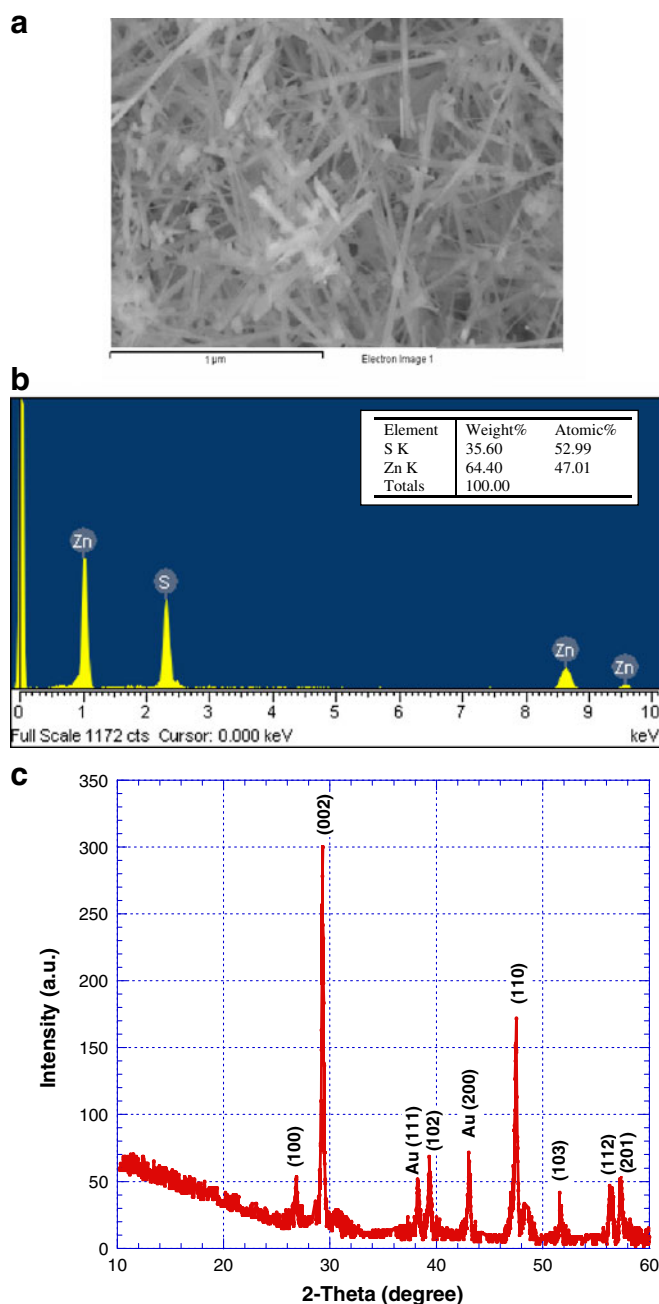 a
1μm Electron Image 1
b
Element Weight% Atomic%
S K 35.60 52.99
Zn K 64.40 47.01
Totals 100.00
Zn
S
Zn
Zn
0 1 2 3 4 5 6 7 8 9 10
Full Scale 1172 cts Cursor: 0.000 keV keV
c
350
300
250
200
150
100
50
0
Intensity (a.u.)
(100)
(002)
Au (111)
(102)
Au (200)
(110)
(103)
(112)
(201)
10 20 30 40 50 60
2-Theta (degree)